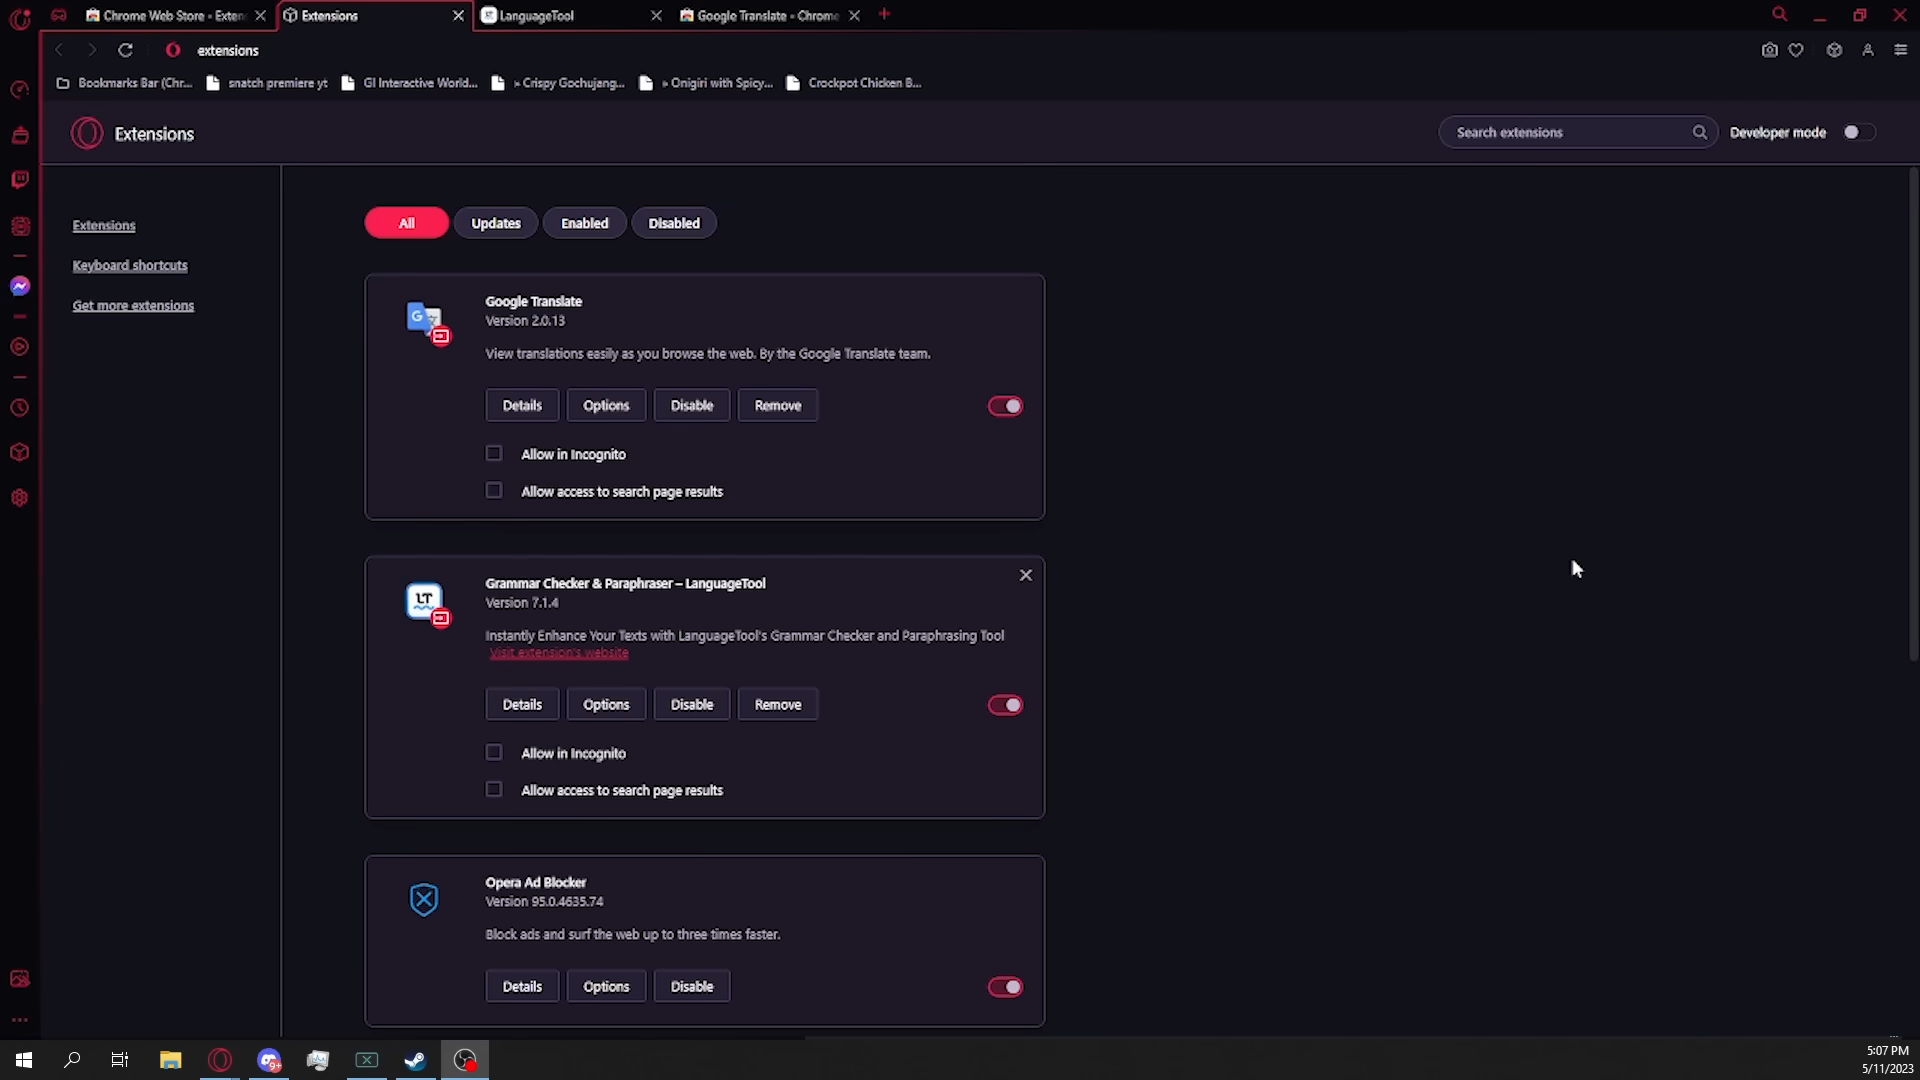 Chrome Web Store - Exten
Extensions
LanguageTool
Google Translate - Chrome
extensions
Bookmarks Bar (Chr...
snatch premiere yt
GI Interactive World...
» Crispy Gochujang...
» Onigiri with Spicy...
Crockpot Chicken B...
Extensions
Search extensions
Developer mode
Extensions
Keyboard shortcuts
Get more extensions
All
Updates
Enabled
Disabled
Google Translate
Version 2.0.13
View translations easily as you browse the web. By the Google Translate team.
Details
Options
Disable
Remove
Allow in Incognito
Allow access to search page results
LT
Grammar Checker & Paraphraser – LanguageTool
Version 7.1.4
Instantly Enhance Your Texts with LanguageTool's Grammar Checker and Paraphrasing Tool
Visit extension's website
Details
Options
Disable
Remove
Allow in Incognito
Allow access to search page results
Opera Ad Blocker
Version 95.0.4635.74
Block ads and surf the web up to three times faster.
Details
Options
Disable
9+
5:07 PM
5/11/2023